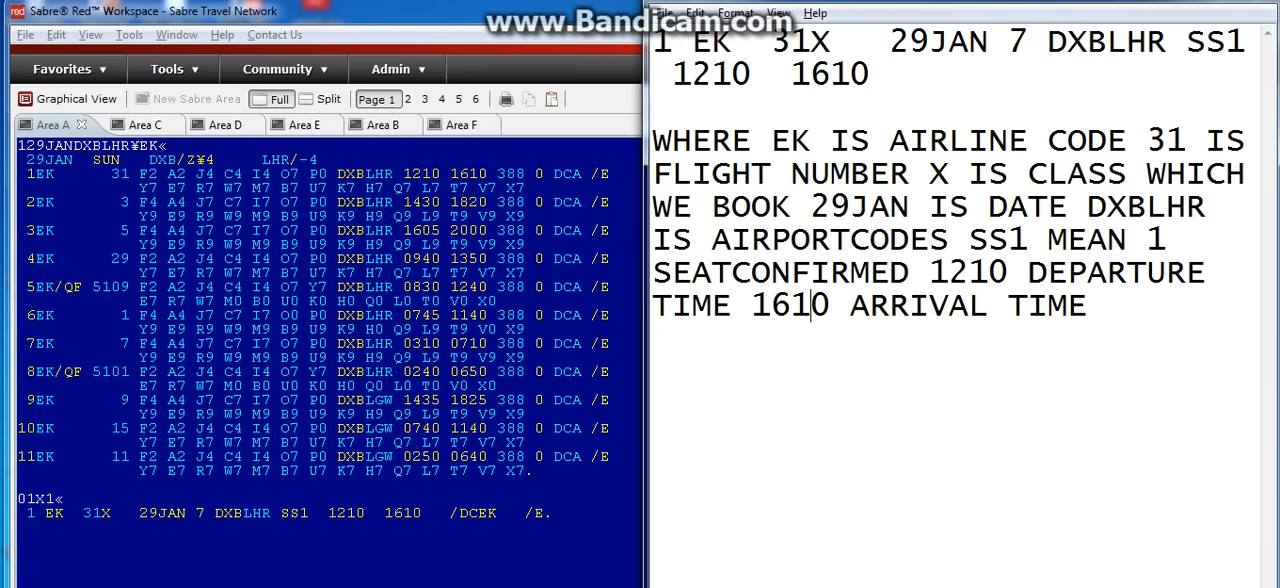 red Sabre® Red™ Workspace - Sabre Travel Network
File Edit View Tools Window Help Contact Us
Favorites Tools Community Admin
Graphical View New Sabre Area Full Split Page 1 2 3 4 5 6
Area A Area C Area D Area E Area B Area F
129JANDXBLHR¥EK«
29JAN SUN DXB/Z¥4 LHR/-4
1EK 31 F2 A2 J4 C4 I4 O7 P0 DXBLHR 1210 1610 388 0 DCA /E
Y7 E7 R7 W7 M7 B7 U7 K7 H7 Q7 L7 T7 V7 X7
2EK 3 F4 A4 J7 C7 I7 O7 P0 DXBLHR 1430 1820 388 0 DCA /E
Y9 E9 R9 W9 M9 B9 U9 K9 H9 Q9 L9 T9 V9 X9
3EK 5 F4 A4 J7 C7 I7 O7 P0 DXBLHR 1605 2000 388 0 DCA /E
Y9 E9 R9 W9 M9 B9 U9 K9 H9 Q9 L9 T9 V9 X9
4EK 29 F2 A2 J4 C4 I4 O7 P0 DXBLHR 0940 1350 388 0 DCA /E
Y7 E7 R7 W7 M7 B7 U7 K7 H7 Q7 L7 T7 V7 X7
5EK/QF 5109 F2 A2 J4 C4 I4 O7 P0 DXBLHR 0830 1240 388 0 DCA /E
E7 R7 W7 M0 B0 U0 K0 H0 Q0 L0 T0 V0 X0
6EK 1 F4 A4 J7 C7 I7 O0 P0 DXBLHR 0745 1140 388 0 DCA /E
Y9 E9 R9 W9 M9 B9 U9 K9 H0 Q9 L9 T9 V0 X9
7EK 7 F4 A4 J7 C7 I7 O7 P0 DXBLHR 0310 0710 388 0 DCA /E
Y9 E9 R9 W9 M9 B9 U9 K9 H9 Q9 L9 T9 V9 X9
8EK/QF 5101 F2 A2 J4 C4 I4 O7 Y7 DXBLHR 0240 0650 388 0 DCA /E
E7 R7 W7 M0 B0 U0 K0 H0 Q0 L0 T0 V0 X0
9EK 9 F4 A4 J7 C7 I7 O7 P0 DXBLGW 1435 1825 388 0 DCA /E
Y9 E9 R9 W9 M9 B9 U9 K9 H9 Q9 L9 T9 V9 X9
10EK 15 F2 A2 J4 C4 I4 O7 P0 DXBLGW 0740 1140 388 0 DCA /E
Y7 E7 R7 W7 M7 B7 U7 K7 H7 Q7 L7 T7 V7 X7
11EK 11 F2 A2 J4 C4 I4 O7 P0 DXBLGW 0250 0640 388 0 DCA /E
Y7 E7 R7 W7 M7 B7 U7 K7 H7 Q7 L7 T7 V7 X7.
01X1«
1 EK 31X 29JAN 7 DXBLHR SS1 1210 1610 /DCEK /E.
www.Bandicam.com
File Edit Format View Help
1 EK 31X 29JAN 7 DXBLHR SS1
1210 1610
WHERE EK IS AIRLINE CODE 31 IS
FLIGHT NUMBER X IS CLASS WHICH
WE BOOK 29JAN IS DATE DXBLHR
IS AIRPORTCODES SS1 MEAN 1
SEATCONFIRMED 1210 DEPARTURE
TIME 1610 ARRIVAL TIME